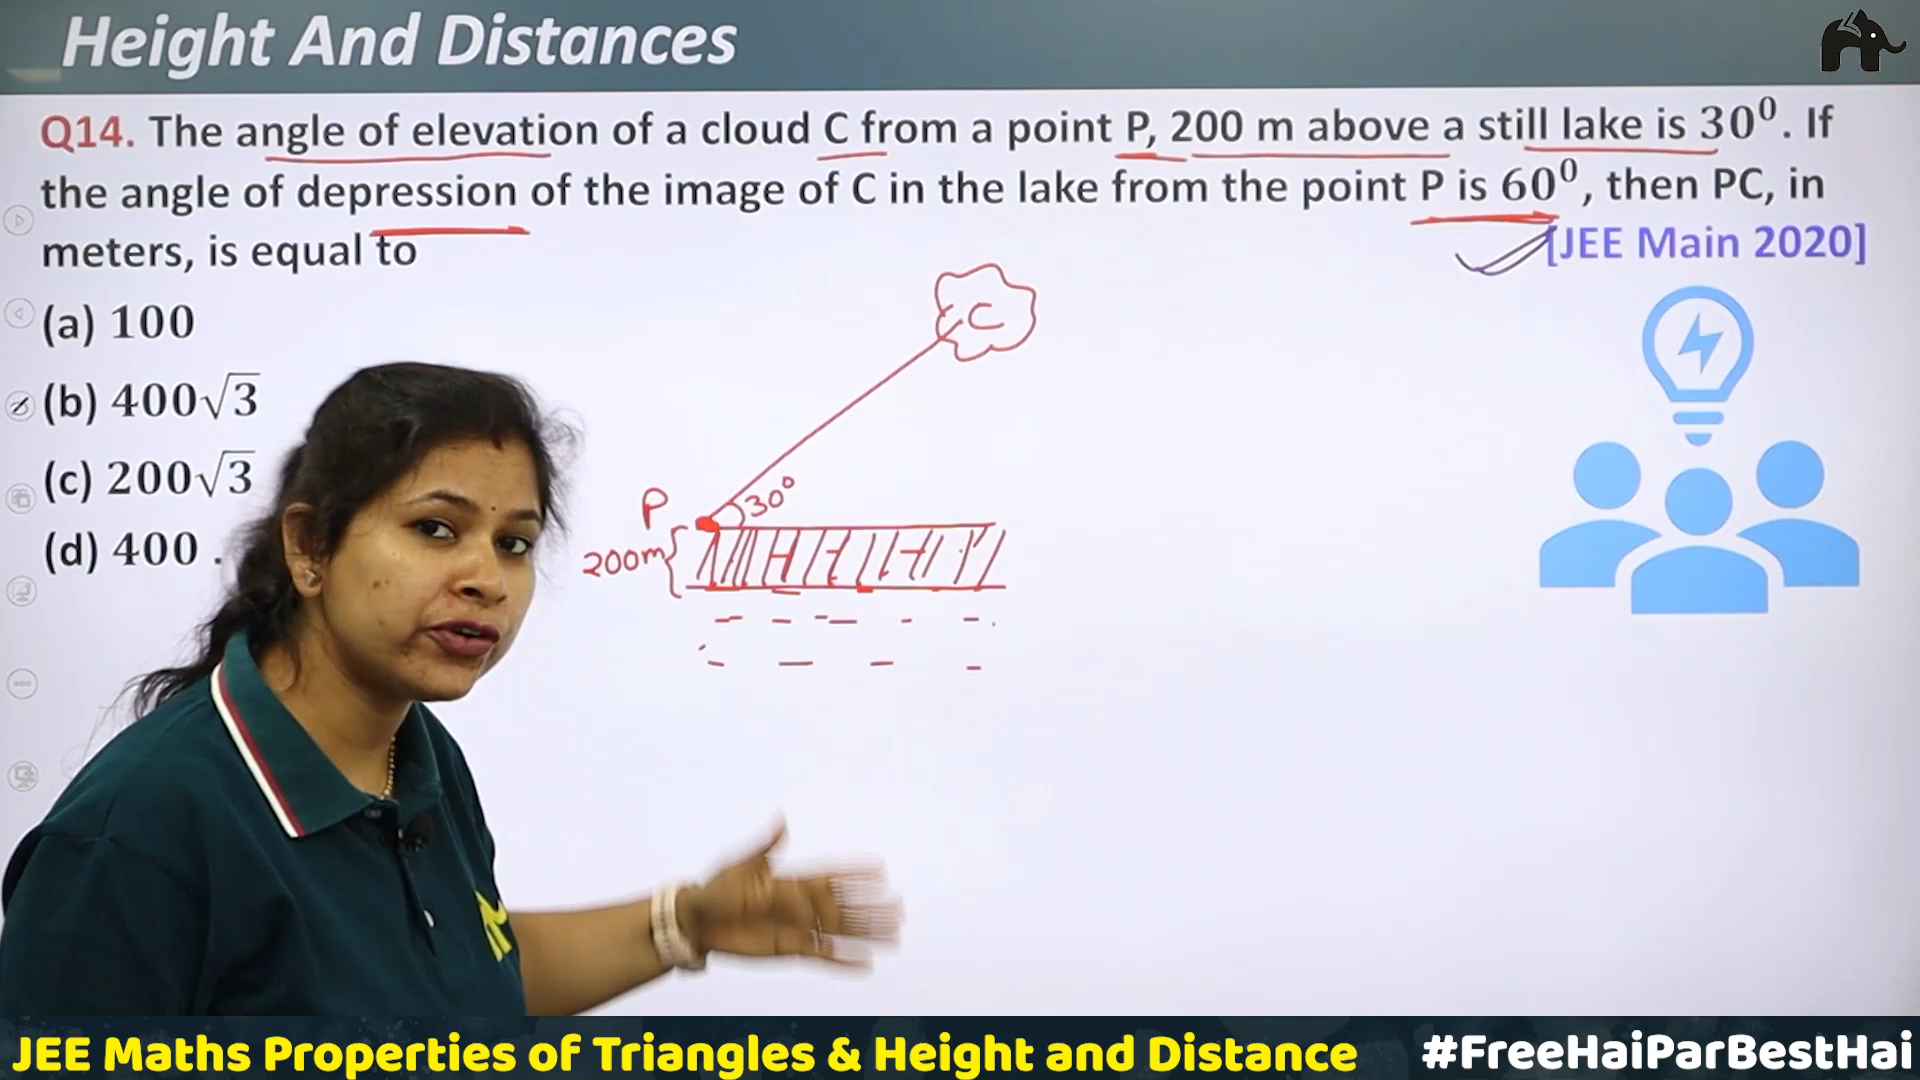 Height And Distances
Q14. The angle of elevation of a cloud C from a point P, 200 m above a still lake is 30⁰. If
the angle of depression of the image of C in the lake from the point P is 60⁰, then PC, in
meters, is equal to
[JEE Main 2020]
(a) 100
(b) 400√3
(c) 200√3
(d) 400 .
C
P
30°
200m
JEE Maths Properties of Triangles & Height and Distance
#FreeHaiParBestHai